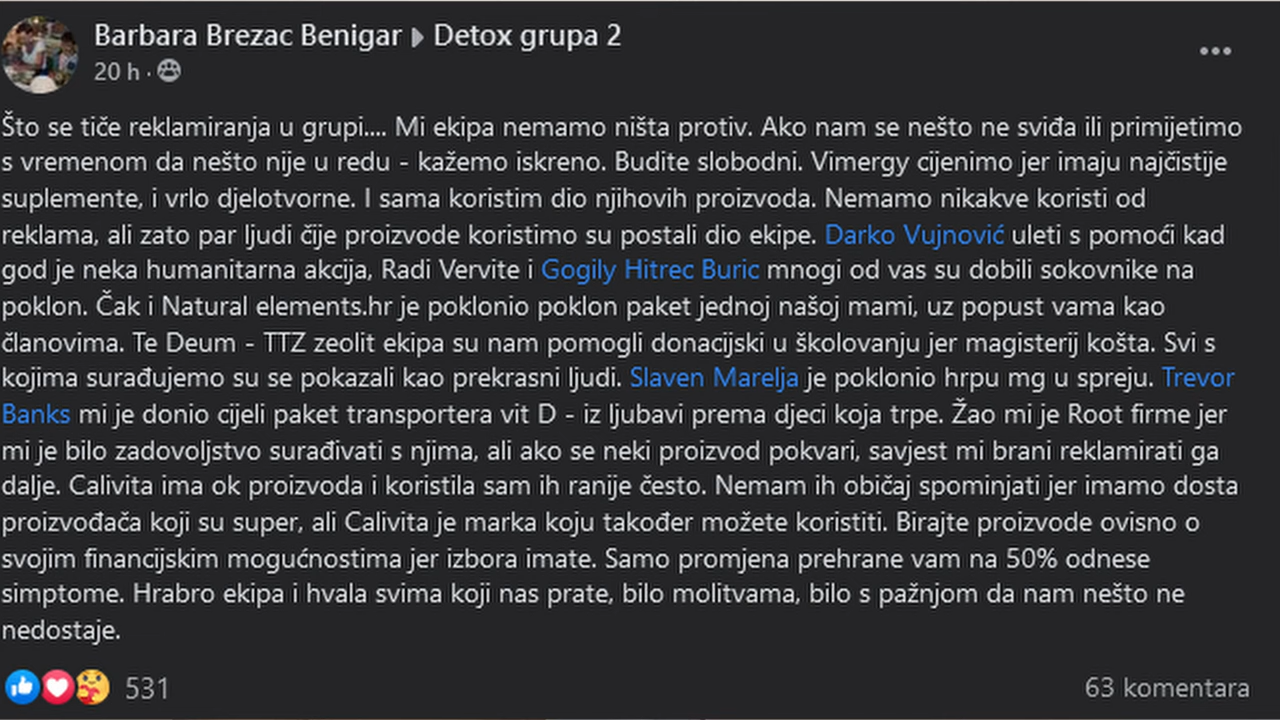 Barbara Brezac Benigar ▸ Detox grupa 2
20 h ·
Što se tiče reklamiranja u grupi.... Mi ekipa nemamo ništa protiv. Ako nam se nešto ne sviđa ili primijetimo
s vremenom da nešto nije u redu - kažemo iskreno. Budite slobodni. Vimergy cijenimo jer imaju najčistije
suplemente, i vrlo djelotvorne. I sama koristim dio njihovih proizvoda. Nemamo nikakve koristi od
reklama, ali zato par ljudi čije proizvode koristimo su postali dio ekipe. Darko Vujnović uleti s pomoći kad
god je neka humanitarna akcija, Radi Vervite i Gogily Hitrec Buric mnogi od vas su dobili sokovnike na
poklon. Čak i Natural elements.hr je poklonio poklon paket jednoj našoj mami, uz popust vama kao
članovima. Te Deum - TTZ zeolit ekipa su nam pomogli donacijski u školovanju jer magisterij košta. Svi s
kojima surađujemo su se pokazali kao prekrasni ljudi. Slaven Marelja je poklonio hrpu mg u spreju. Trevor
Banks mi je donio cijeli paket transportera vit D - iz ljubavi prema djeci koja trpe. Žao mi je Root firme jer
mi je bilo zadovoljstvo surađivati s njima, ali ako se neki proizvod pokvari, savjest mi brani reklamirati ga
dalje. Calivita ima ok proizvoda i koristila sam ih ranije često. Nemam ih običaj spominjati jer imamo dosta
proizvođača koji su super, ali Calivita je marka koju također možete koristiti. Birajte proizvode ovisno o
svojim financijskim mogućnostima jer izbora imate. Samo promjena prehrane vam na 50% odnese
simptome. Hrabro ekipa i hvala svima koji nas prate, bilo molitvama, bilo s pažnjom da nam nešto ne
nedostaje.
531
63 komentara